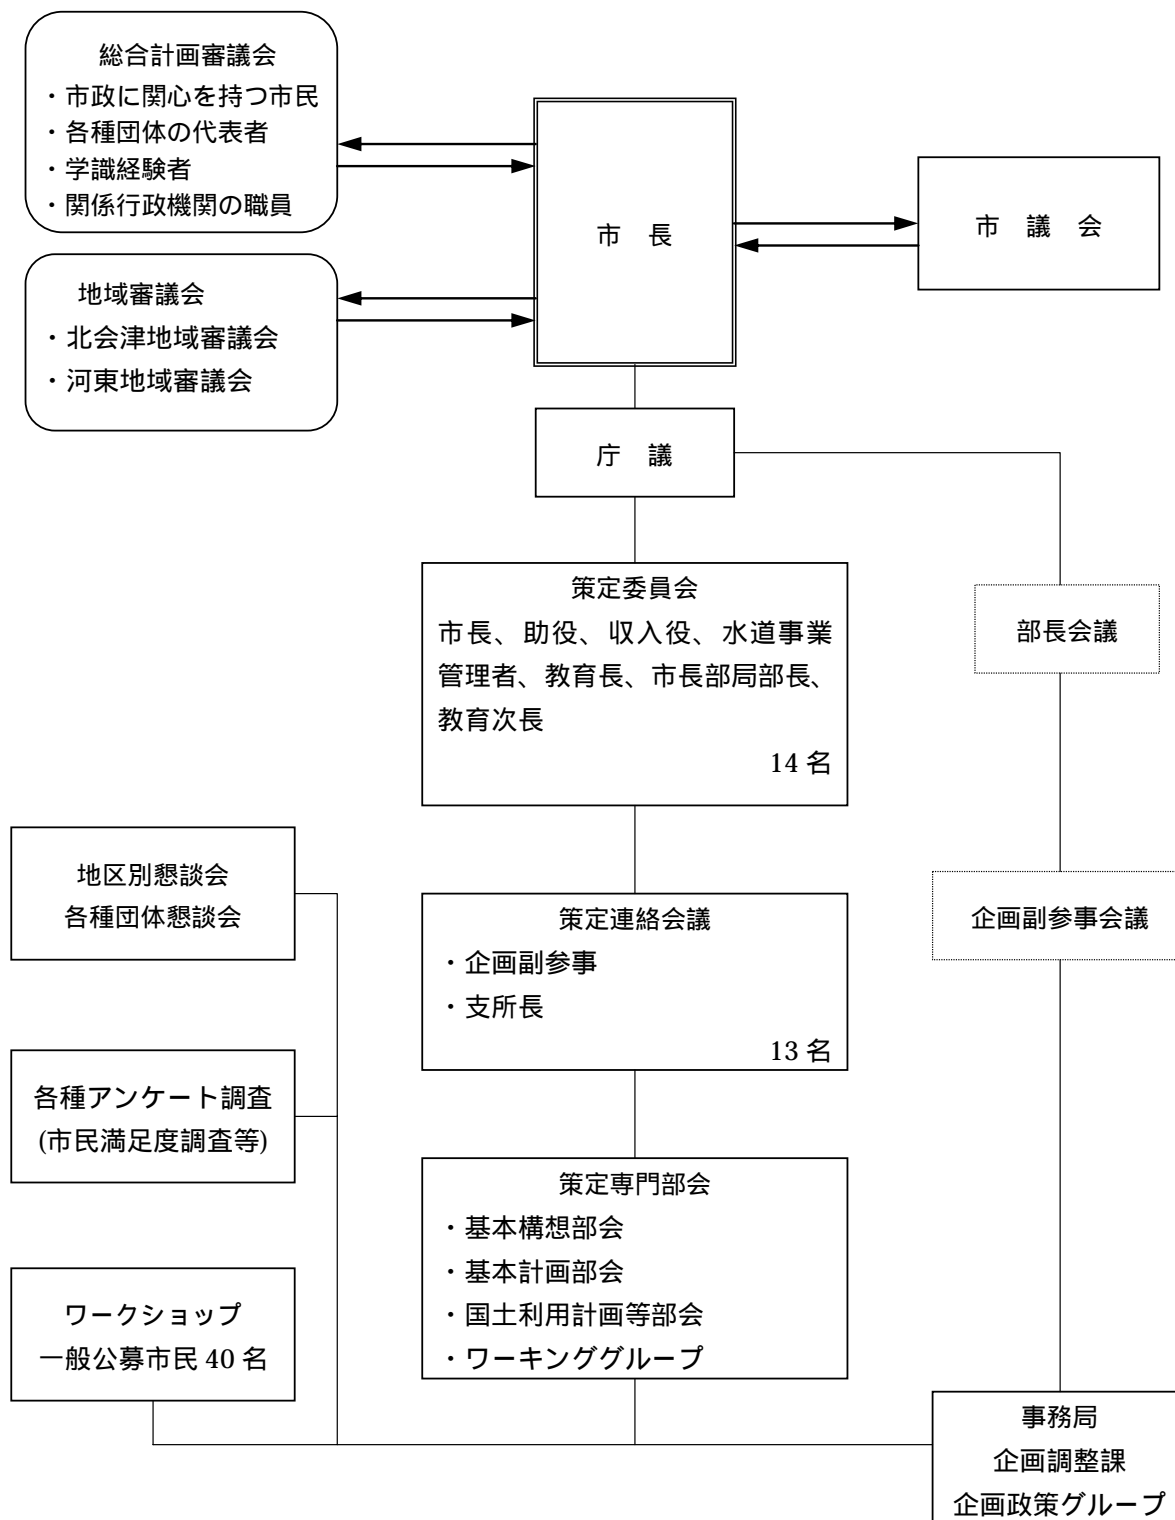 総合計画審議会
・市政に関心を持つ市民
・各種団体の代表者
・学識経験者
・関係行政機関の職員
市　長
市　議　会
地域審議会
・北会津地域審議会
・河東地域審議会
庁　議
策定委員会
市長、助役、収入役、水道事業
管理者、教育長、市長部局部長、
教育次長
14 名
部長会議
地区別懇談会
各種団体懇談会
策定連絡会議
・企画副参事
・支所長
13 名
企画副参事会議
各種アンケート調査
(市民満足度調査等)
策定専門部会
・基本構想部会
・基本計画部会
・国土利用計画等部会
・ワーキンググループ
ワークショップ
一般公募市民 40 名
事務局
企画調整課
企画政策グループ